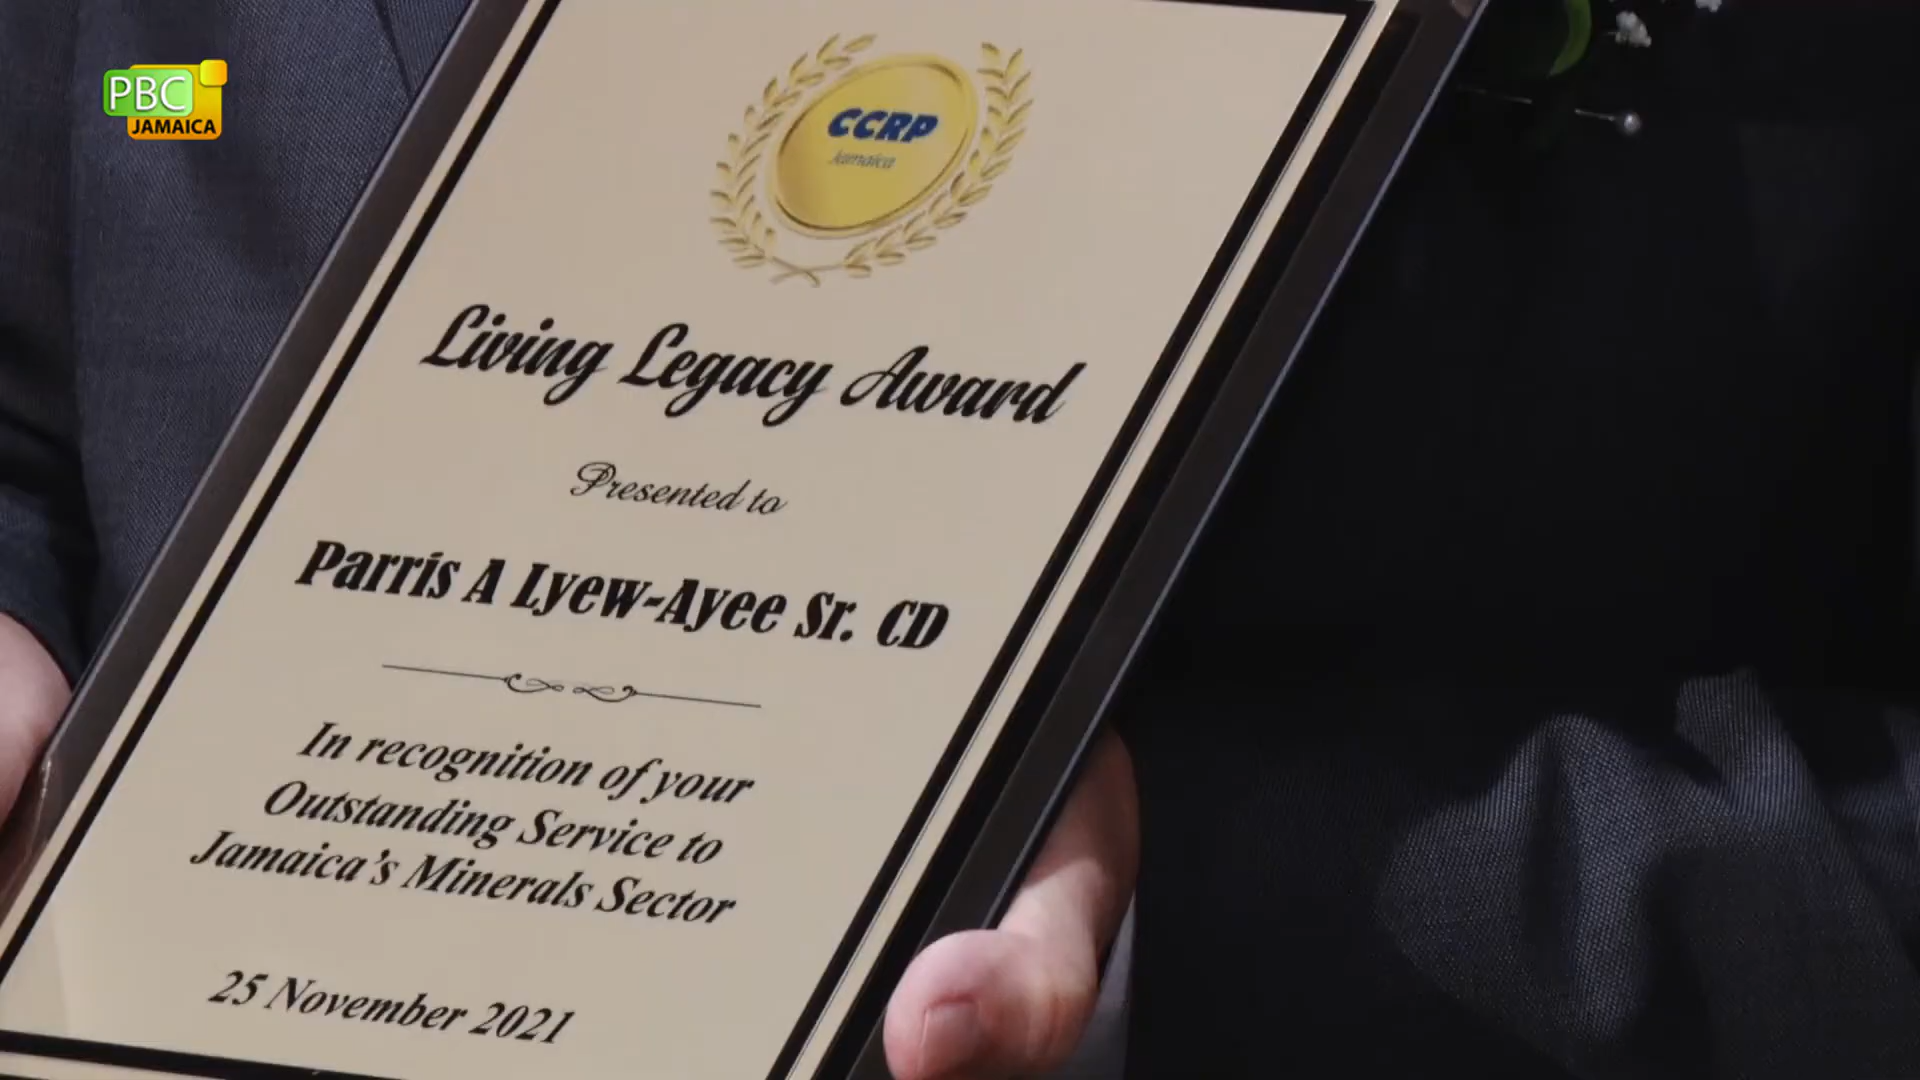 PBC
JAMAICA
CCRP
Jamaica
Living Legacy Award
Presented to
Parris A Lyew-Ayee Sr. CD
In recognition of your
Outstanding Service to
Jamaica's Minerals Sector
25 November 2021